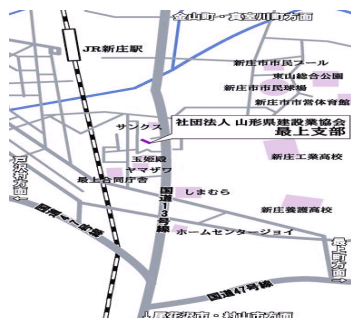 金山町・真室川町方面
JR新庄駅
新庄市市民プール
東山総合公園
新庄市市民球場
新庄市市営体育館
サンクス
社団法人 山形県建設業協会
最上支部
玉姫殿
ヤマザワ
最上合同庁舎
新庄工業高校
戸沢村方面
しまむら
国道13号線
新庄養護高校
ホームセンタージョイ
最上町方面
国道47号線
尾花沢市・村山市方面